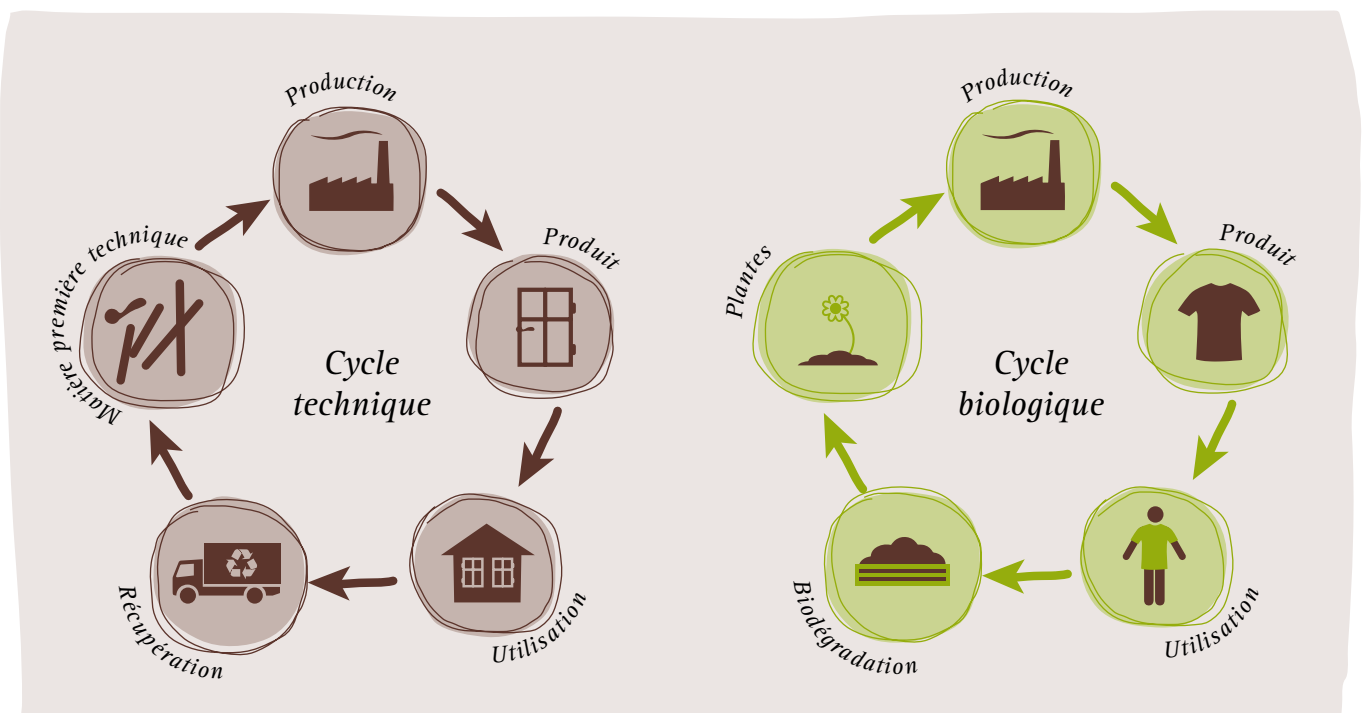 Production
Produit
Utilisation
Récupération
Matière première technique
Cycle
technique
Production
Produit
Utilisation
Biodégradation
Plantes
Cycle
biologique